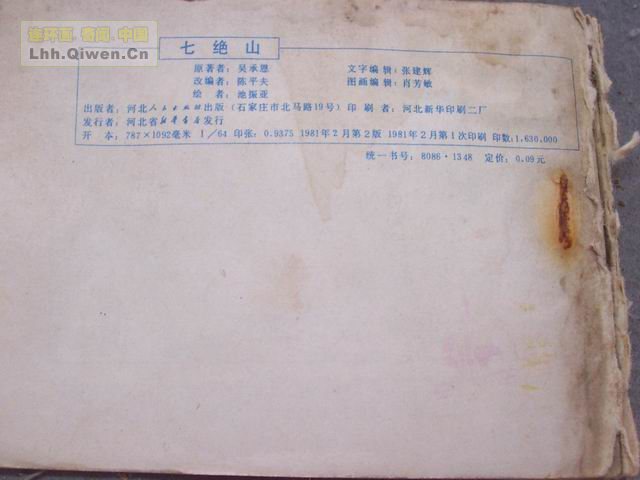 连环画.奇闻.中国
Lhh.Qiwen.Cn
七绝山
原著者：吴承恩 文字编辑：张建辉
改编者：陈平夫 图画编辑：肖芳敏
绘者：池振亚
出版者：河北人民出版社出版（石家庄市北马路19号）印刷者：河北新华印刷二厂
发行者：河北省新华书店发行
开本：787×1092毫米 1／64 印张：0.9375 1981年2月第2版 1981年2月第1次印刷 印数：1,630,000
统一书号：8086·1348 定价：0.09元